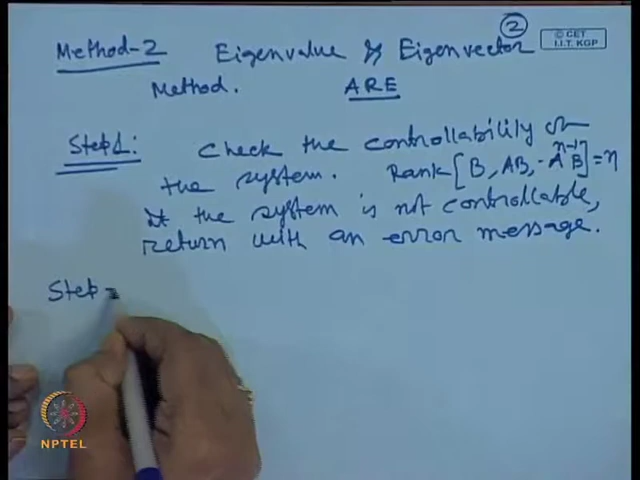 ②
© CET
I.I.T. KGP
Method-2 Eigenvalue & Eigenvector
Method. ARE
Step1: Check the controllability of
the system. Rank [B, AB, - A^{n-1}B] = n
If the system is not controllable,
return with an error message.
Step-
NPTEL